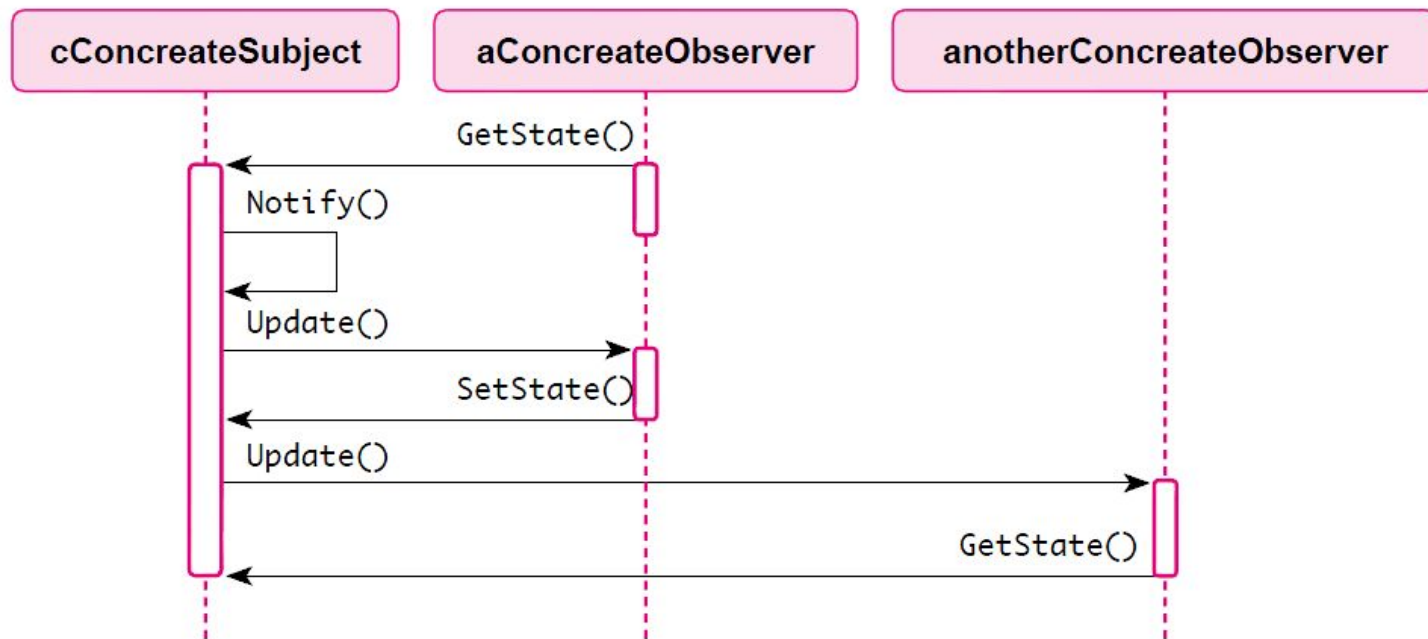 cConcreateSubject
aConcreateObserver
anotherConcreateObserver
GetState()
Notify()
Update()
SetState()
Update()
GetState()